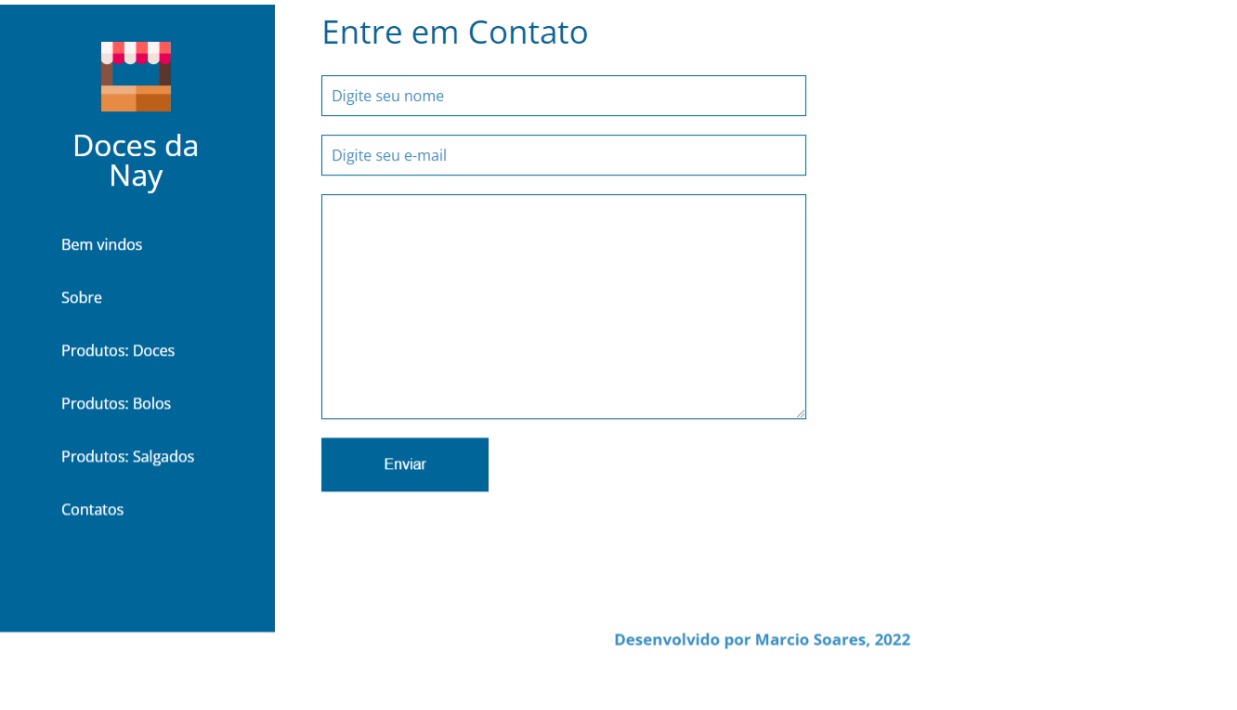 Doces da
Nay
Bem vindos
Sobre
Produtos: Doces
Produtos: Bolos
Produtos: Salgados
Contatos
Entre em Contato
Digite seu nome
Digite seu e-mail
Enviar
Desenvolvido por Marcio Soares, 2022